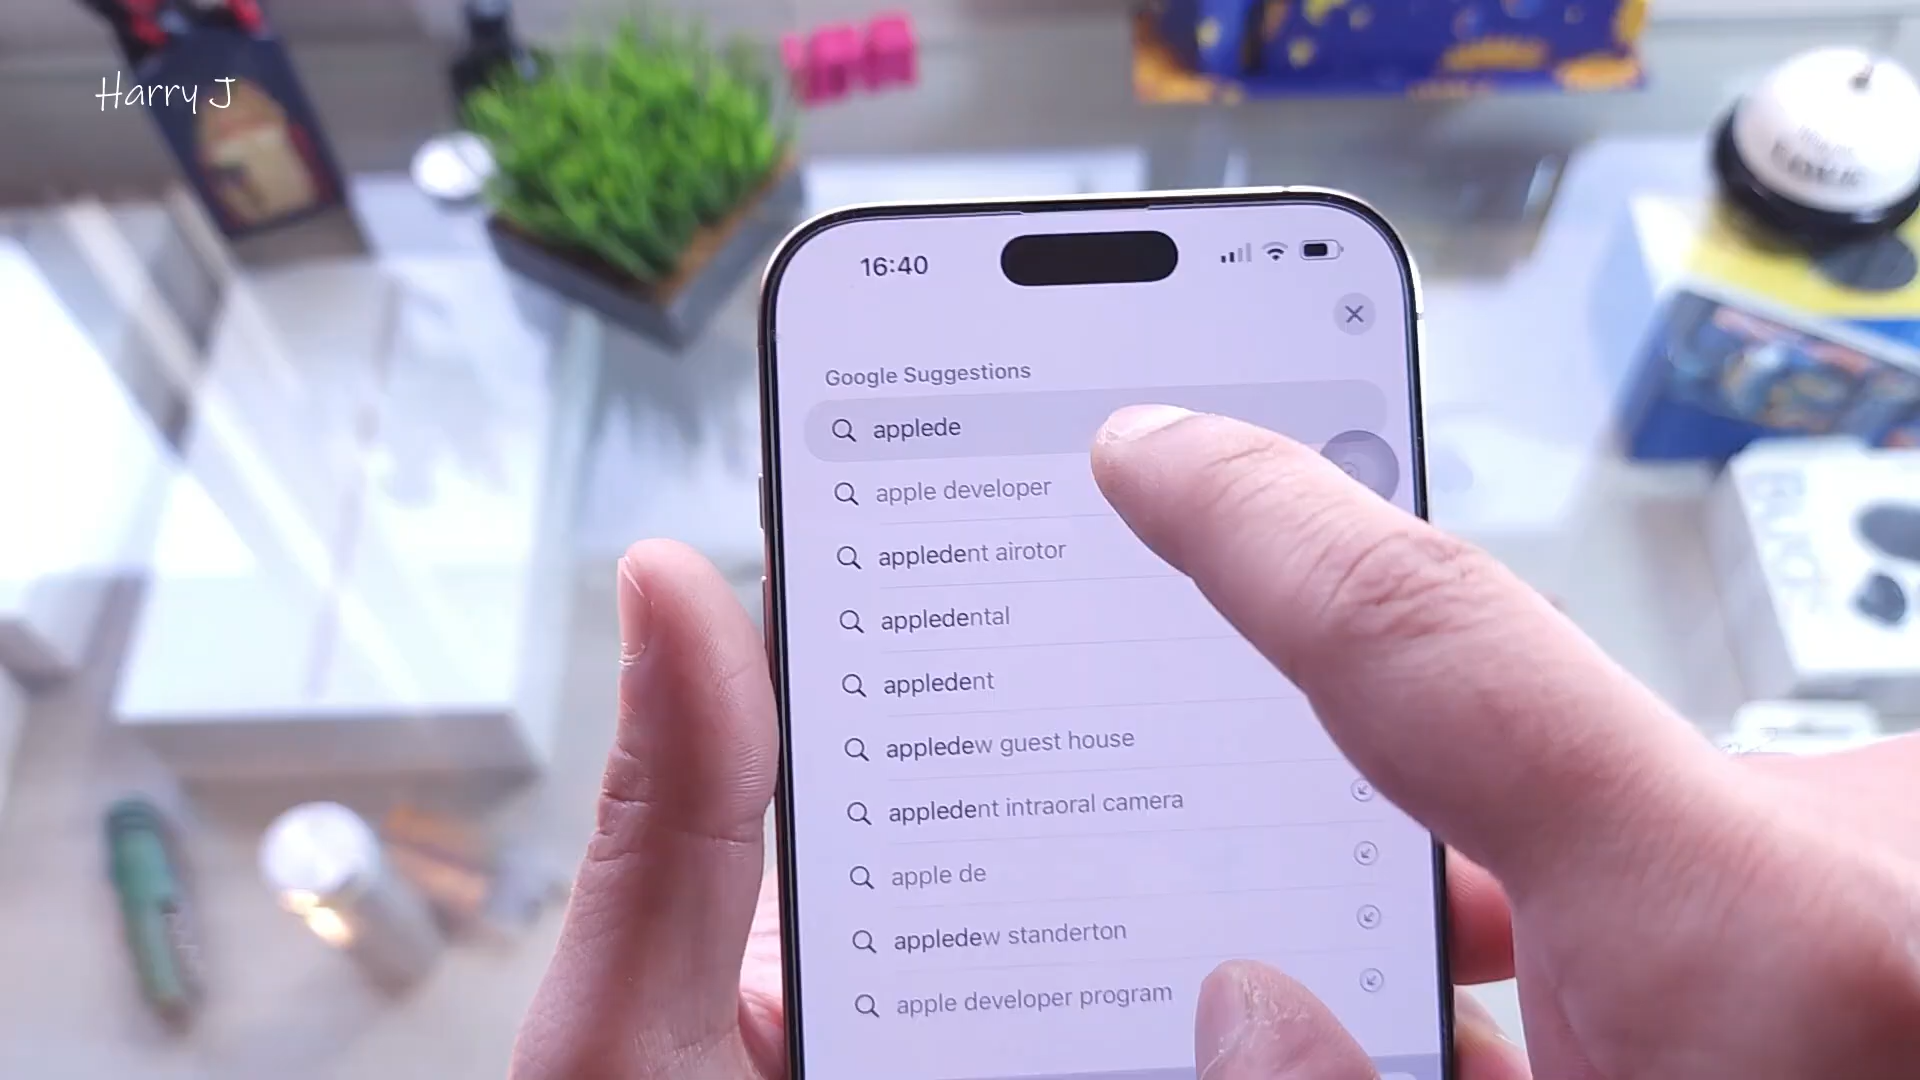 Harry J
16:40
Google Suggestions
applede
apple developer
appledent airotor
appledental
appledent
appledew guest house
appledent intraoral camera
apple de
appledew standerton
apple developer program